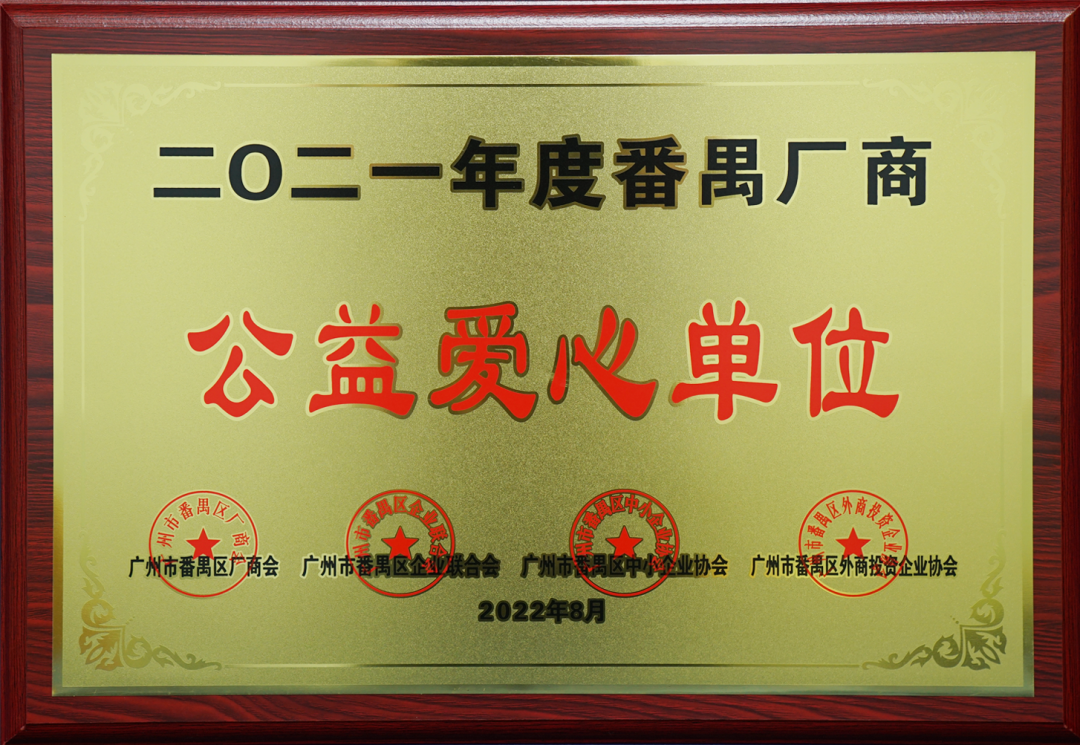 二〇二一年度番禺厂商
公益爱心单位
广州市番禺区厂商会 广州市番禺区企业联合会 广州市番禺区中小企业协会 广州市番禺区外商投资企业协会
2022年8月